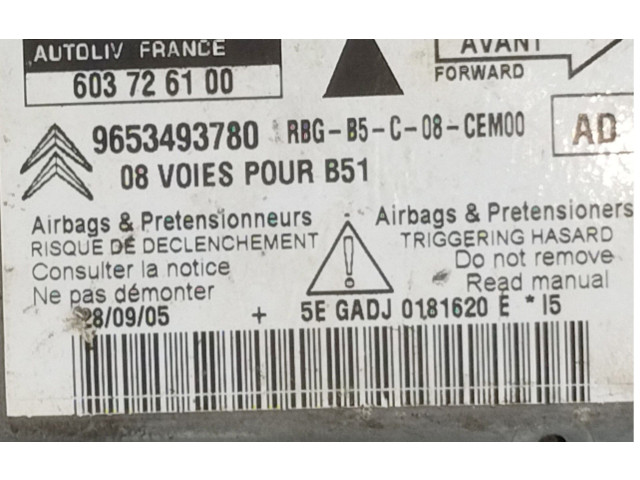 AUTOLIV FRANCE
603 72 61 00
AVANT
FORWARD
9653493780 RBG-B5-C-08-CEM00
AD
08 VOIES POUR B51
Airbags & Pretensionneurs
RISQUE DE DECLENCHEMENT
Consulter la notice
Ne pas démonter
Airbags & Pretensioners
TRIGGERING HASARD
Do not remove
Read manual
28/09/05 + 5E GADJ 0181620 E *I5